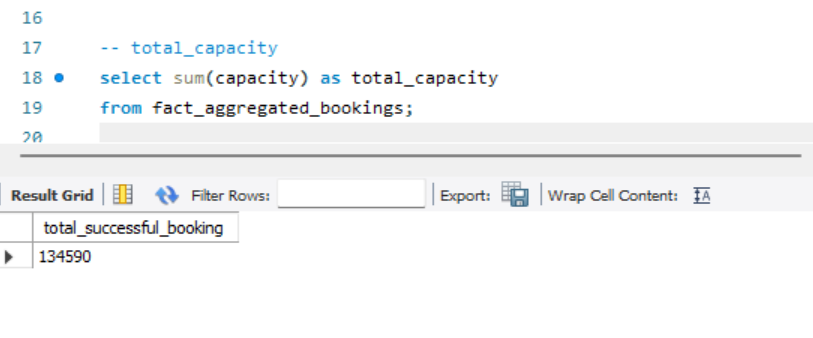 16
17 -- total_capacity
18 select sum(capacity) as total_capacity
19 from fact_aggregated_bookings;
20
Result Grid Filter Rows: Export: Wrap Cell Content: IA
total_successful_booking
134590